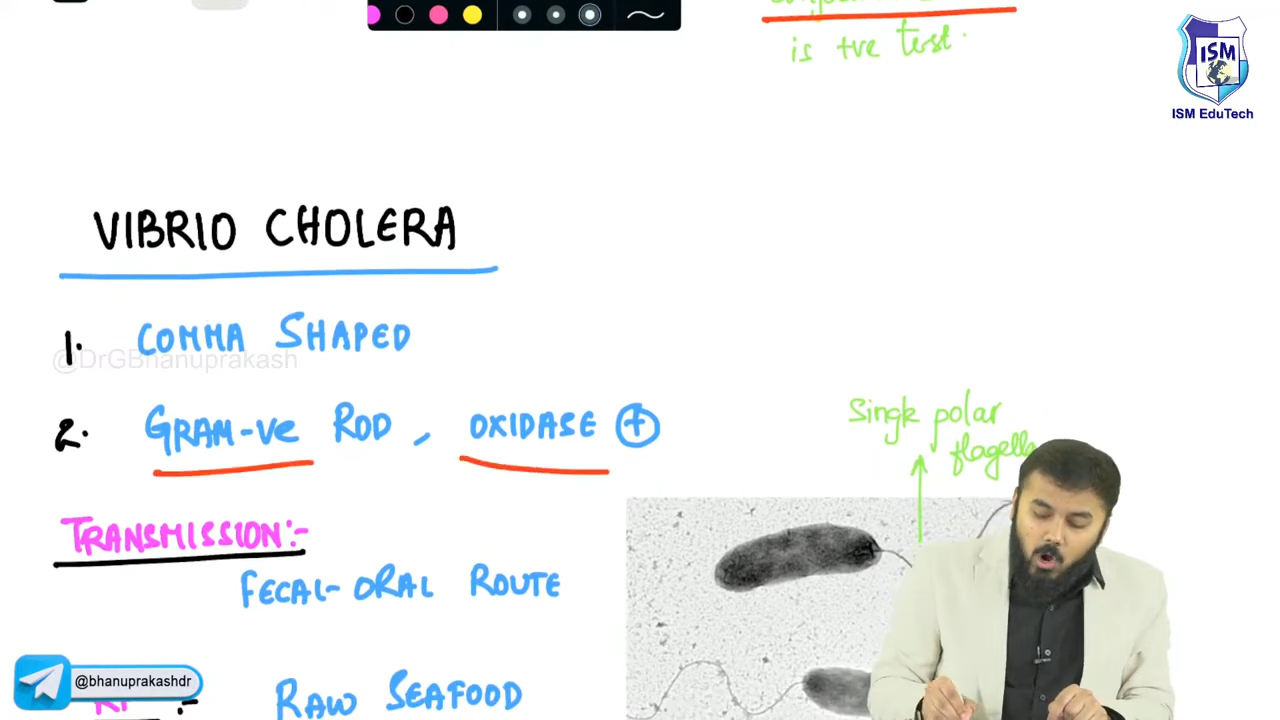 is +ve test.
ISM
ISM EduTech
VIBRIO CHOLERA
1. COMMA SHAPED
@DrGBhanuprakash
2. GRAM-ve ROD, OXIDASE +
Single polar
flagella
TRANSMISSION:-
FECAL-ORAL ROUTE
@bhanuprakashdr
RAW SEAFOOD